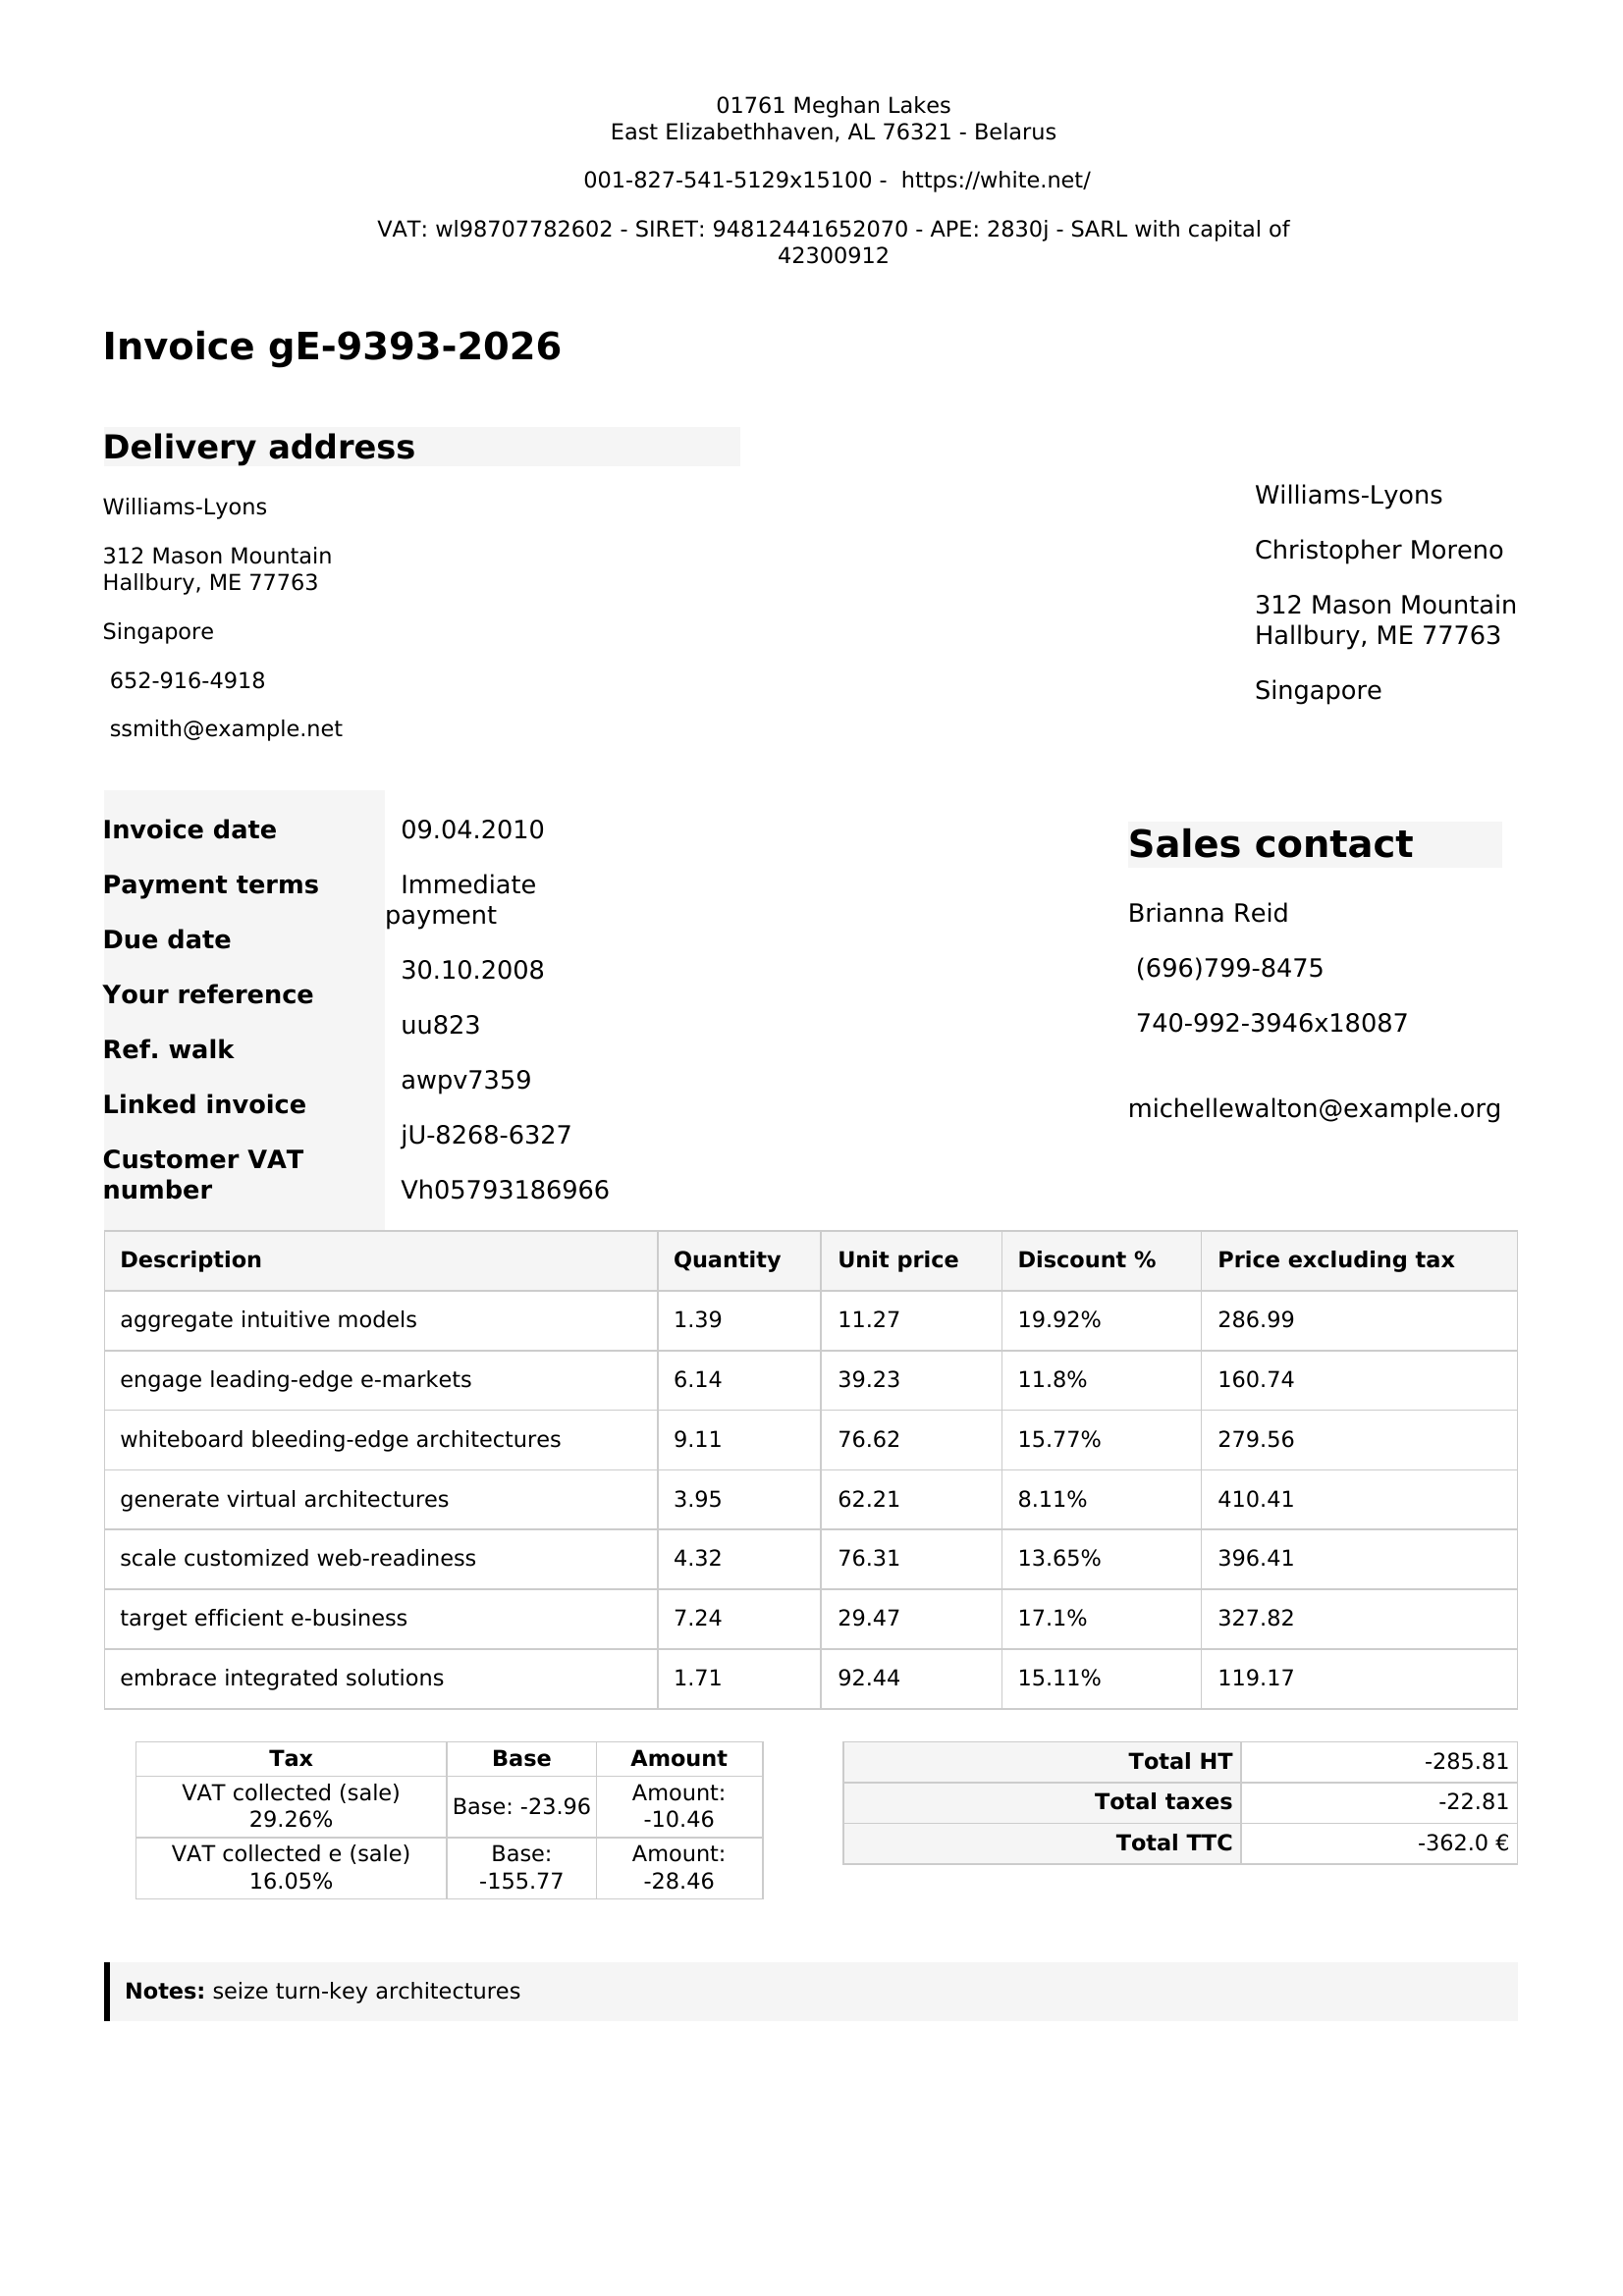 01761 Meghan Lakes
East Elizabethhaven, AL 76321 - Belarus
001-827-541-5129x15100 - https://white.net/
VAT: wl98707782602 - SIRET: 94812441652070 - APE: 2830j - SARL with capital of
42300912
Invoice gE-9393-2026
Delivery address
Williams-Lyons
312 Mason Mountain
Hallbury, ME 77763
Singapore
652-916-4918
ssmith@example.net
Williams-Lyons
Christopher Moreno
312 Mason Mountain
Hallbury, ME 77763
Singapore
Invoice date
Payment terms
Due date
Your reference
Ref. walk
Linked invoice
Customer VAT
number
09.04.2010
Immediate
payment
30.10.2008
uu823
awpv7359
jU-8268-6327
Vh05793186966
Sales contact
Brianna Reid
(696)799-8475
740-992-3946x18087
michellewalton@example.org
Description Quantity Unit price Discount % Price excluding tax
aggregate intuitive models 1.39 11.27 19.92% 286.99
engage leading-edge e-markets 6.14 39.23 11.8% 160.74
whiteboard bleeding-edge architectures 9.11 76.62 15.77% 279.56
generate virtual architectures 3.95 62.21 8.11% 410.41
scale customized web-readiness 4.32 76.31 13.65% 396.41
target efficient e-business 7.24 29.47 17.1% 327.82
embrace integrated solutions 1.71 92.44 15.11% 119.17
Tax Base Amount
VAT collected (sale)
29.26%
Base: -23.96
Amount:
-10.46
VAT collected e (sale)
16.05%
Base:
-155.77
Amount:
-28.46
Total HT -285.81
Total taxes -22.81
Total TTC -362.0 €
Notes: seize turn-key architectures